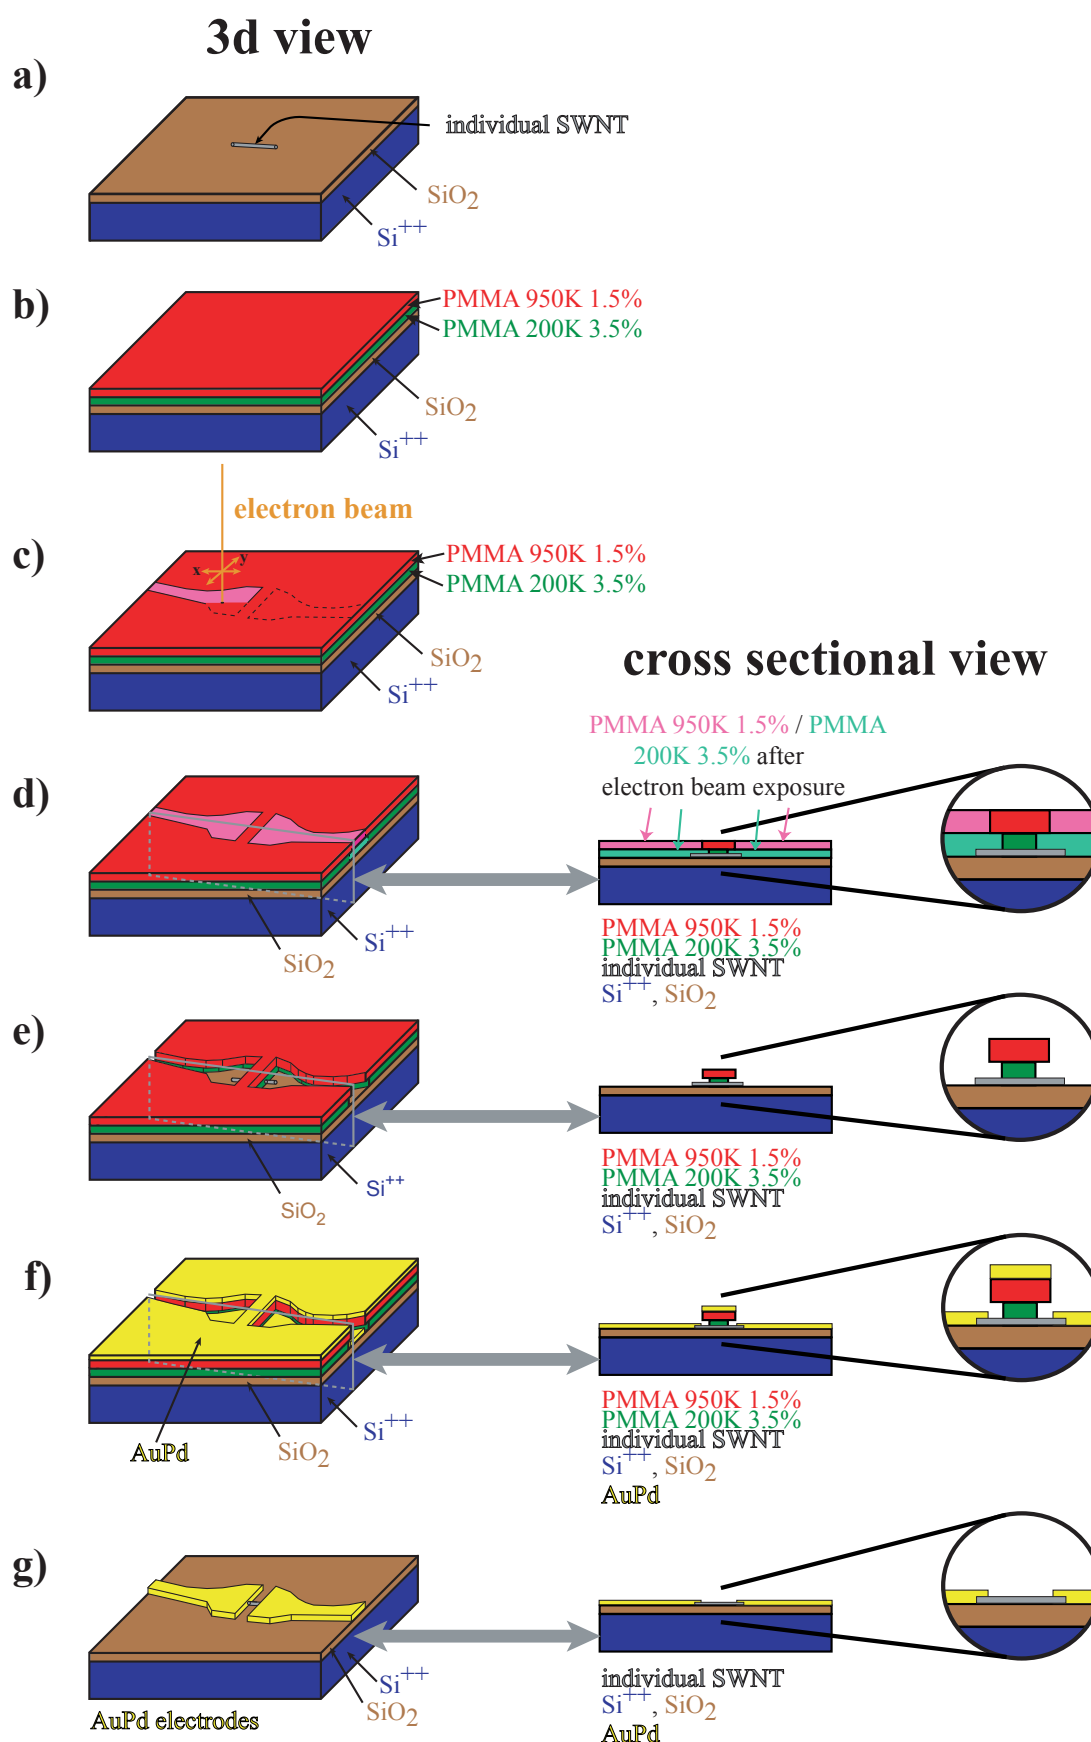 3d view
a)
individual SWNT
SiO2
Si++
b)
PMMA 950K 1.5%
PMMA 200K 3.5%
SiO2
Si++
electron beam
c)
PMMA 950K 1.5%
PMMA 200K 3.5%
y
x
SiO2
Si++
cross sectional view
PMMA 950K 1.5% / PMMA
200K 3.5% after
electron beam exposure
d)
Si++
SiO2
PMMA 950K 1.5%
PMMA 200K 3.5%
individual SWNT
Si++, SiO2
e)
Si++
SiO2
PMMA 950K 1.5%
PMMA 200K 3.5%
individual SWNT
Si++, SiO2
f)
Si++
SiO2
AuPd
PMMA 950K 1.5%
PMMA 200K 3.5%
individual SWNT
Si++, SiO2
AuPd
g)
Si++
SiO2
AuPd electrodes
individual SWNT
Si++, SiO2
AuPd